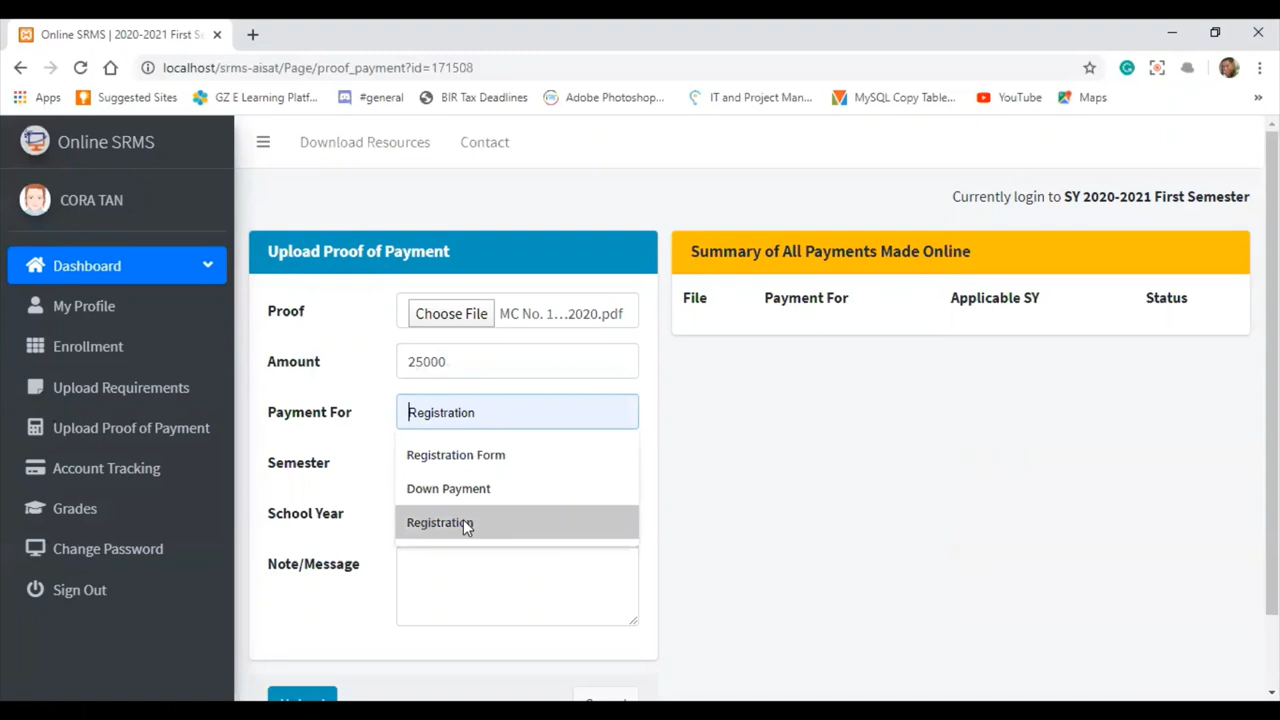 Online SRMS | 2020-2021 First Se
localhost/srms-aisat/Page/proof_payment?id=171508
Apps
Suggested Sites
GZ E Learning Platf...
#general
BIR Tax Deadlines
Adobe Photoshop...
IT and Project Man...
MySQL Copy Table...
YouTube
Maps
Online SRMS
Download Resources
Contact
CORA TAN
Currently login to SY 2020-2021 First Semester
Dashboard
My Profile
Enrollment
Upload Requirements
Upload Proof of Payment
Account Tracking
Grades
Change Password
Sign Out
Upload Proof of Payment
Proof
Choose File MC No. 1...2020.pdf
Amount
25000
Payment For
Registration
Registration Form
Down Payment
Registration
Semester
School Year
Note/Message
Summary of All Payments Made Online
File Payment For Applicable SY Status